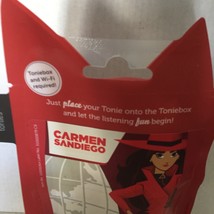 Toniebox
and Wi-Fi
required!
Just place your Tonie onto the Toniebox
and let the listening fun begin!
CARMEN
SANDIEGO